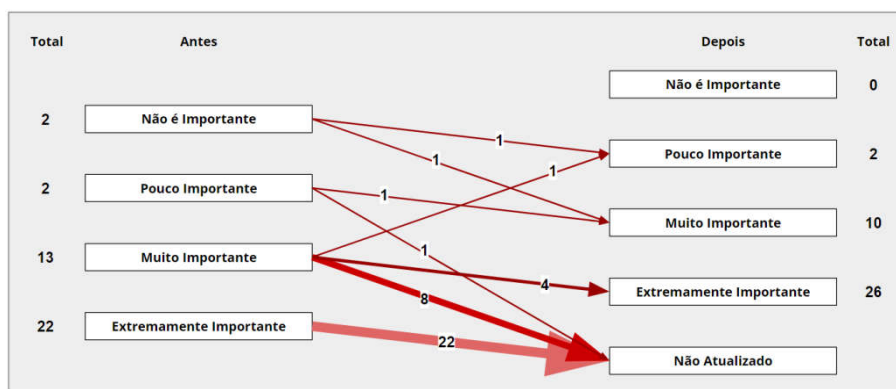 Total Antes Depois Total
Não é Importante 0
2 Não é Importante 1
Pouco Importante 2
1 1
2 Pouco Importante 1
Muito Importante 10
13 Muito Importante 1
4 Extremamente Importante 26
8
22 Extremamente Importante 22
Não Atualizado